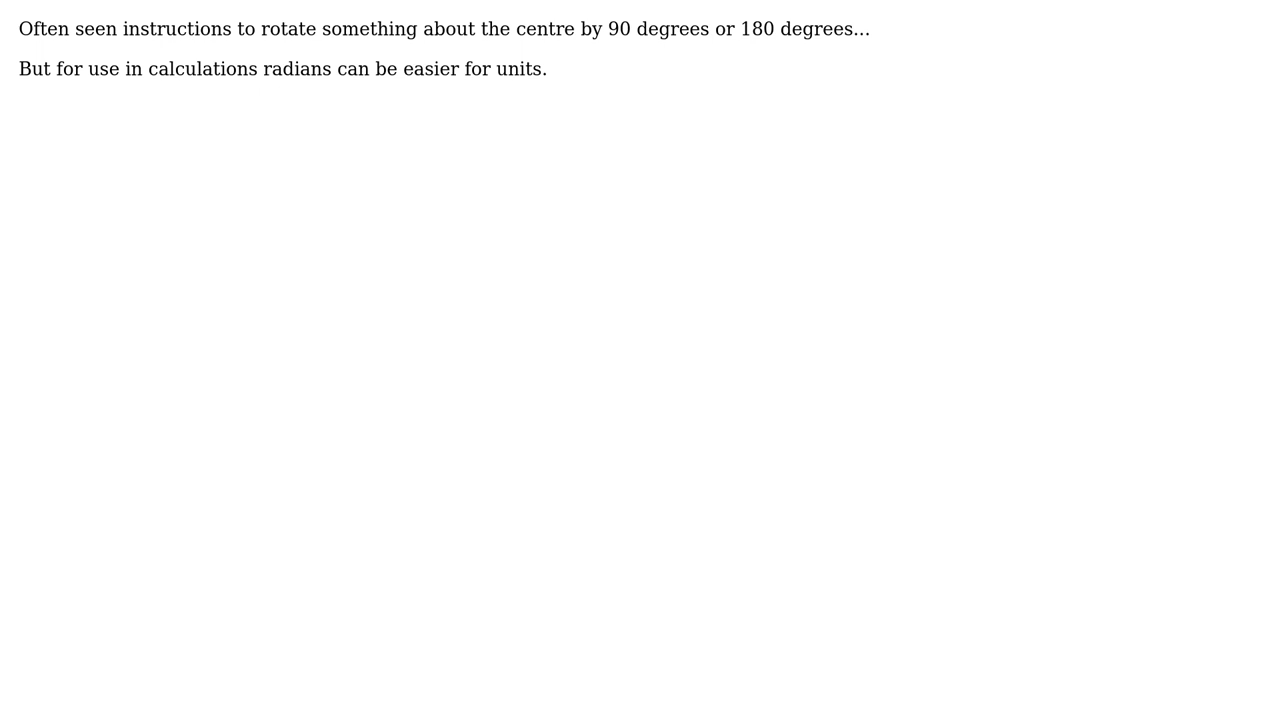 Often seen instructions to rotate something about the centre by 90 degrees or 180 degrees...
But for use in calculations radians can be easier for units.